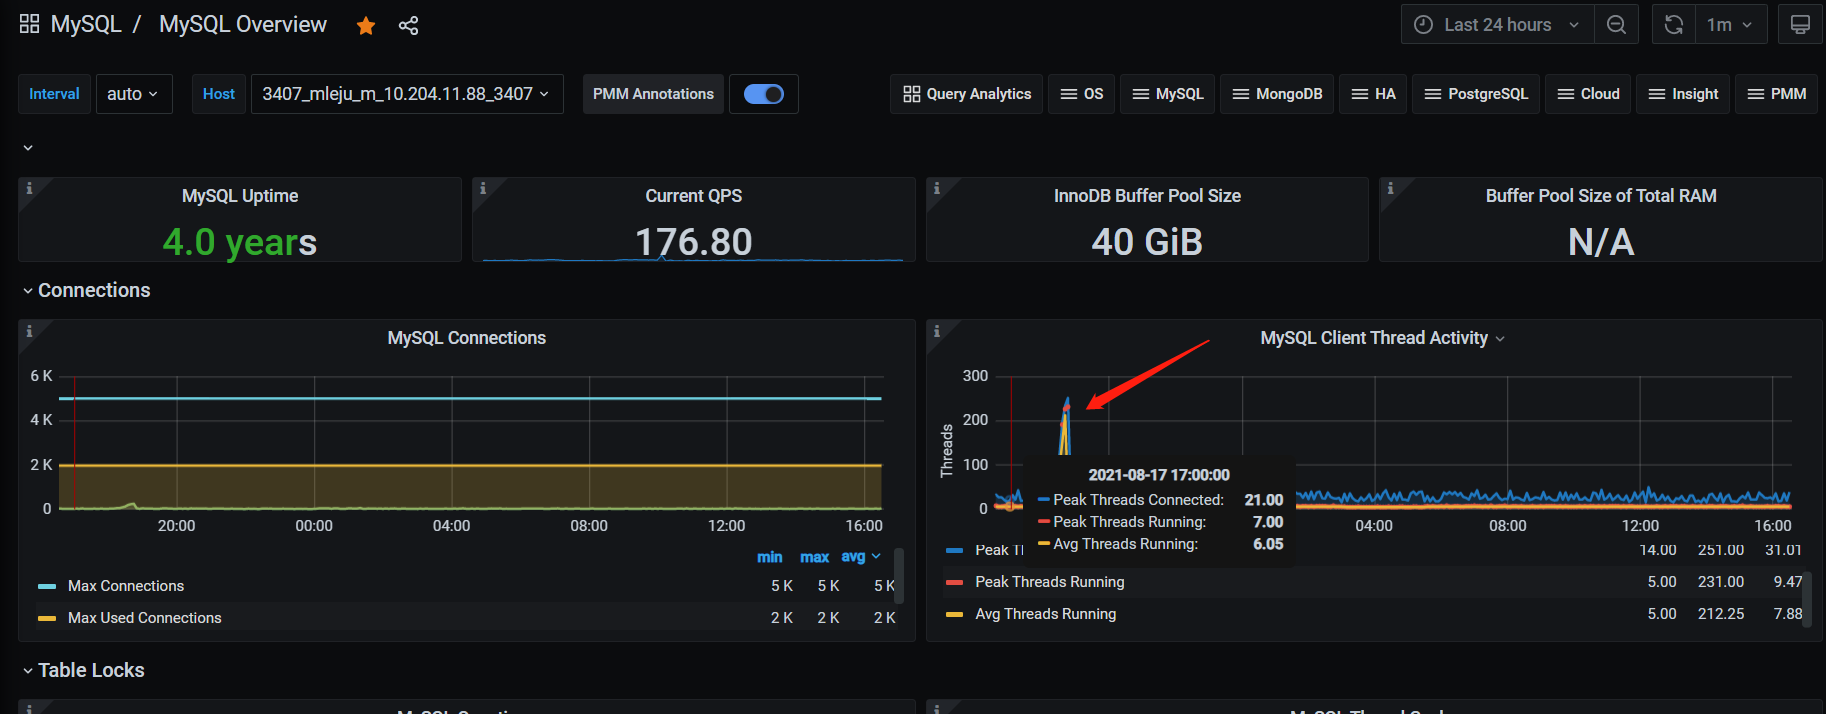 MySQL / MySQL Overview
Last 24 hours
1m
Interval auto Host 3407_mleju_m_10.204.11.88_3407 PMM Annotations
Query Analytics OS MySQL MongoDB HA PostgreSQL Cloud Insight PMM
MySQL Uptime
4.0 years
Current QPS
176.80
InnoDB Buffer Pool Size
40 GiB
Buffer Pool Size of Total RAM
N/A
Connections
MySQL Connections
6 K
4 K
2 K
0
20:00 00:00 04:00 08:00 12:00 16:00
min max avg
Max Connections 5 K 5 K 5 K
Max Used Connections 2 K 2 K 2 K
MySQL Client Thread Activity
Threads
300
200
100
0
2021-08-17 17:00:00
Peak Threads Connected: 21.00
Peak Threads Running: 7.00
Avg Threads Running: 6.05
04:00 08:00 12:00 16:00
Peak 14.00 251.00 31.01
Peak Threads Running 5.00 231.00 9.47
Avg Threads Running 5.00 212.25 7.88
Table Locks